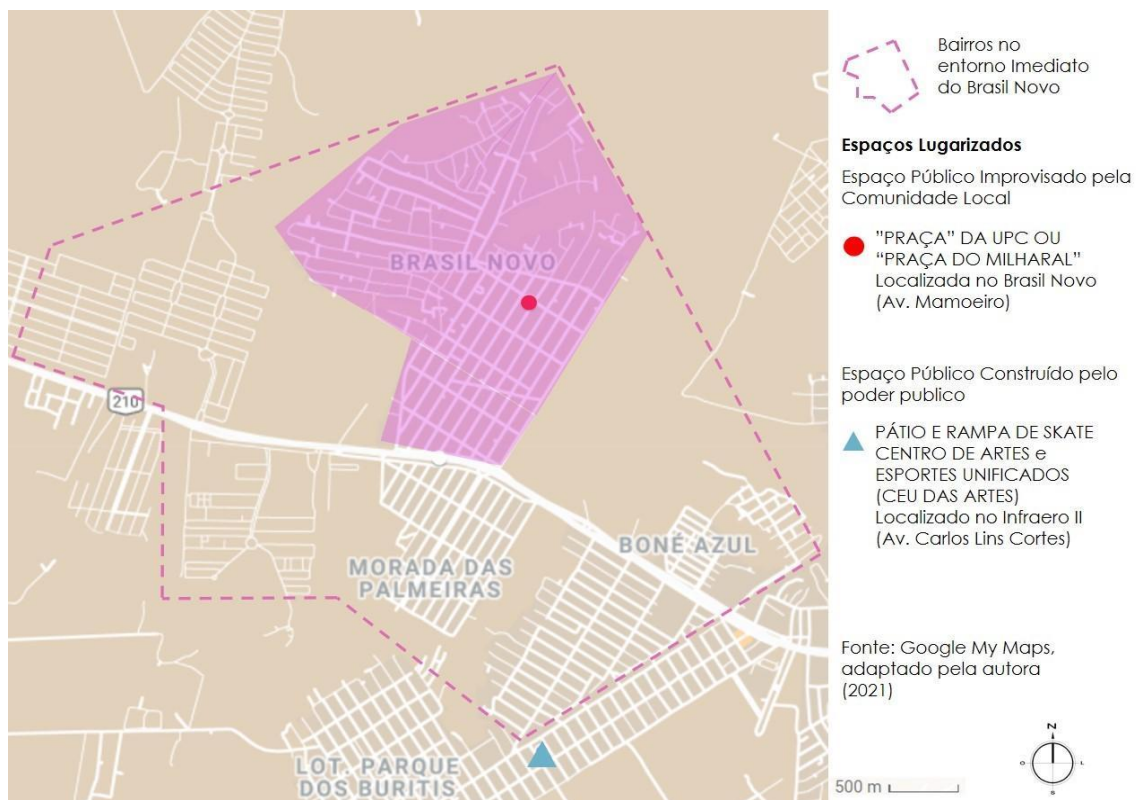 BRASIL NOVO
210
MORADA DAS
PALMEIRAS
BONÉ AZUL
LOT. PARQUE
DOS BURITIS
Bairros no
entorno Imediato
do Brasil Novo
Espaços Lugarizados
Espaço Público Improvisado pela
Comunidade Local
"PRAÇA" DA UPC OU
"PRAÇA DO MILHARAL"
Localizada no Brasil Novo
(Av. Mamoeiro)
Espaço Público Construído pelo
poder publico
PÁTIO E RAMPA DE SKATE
CENTRO DE ARTES e
ESPORTES UNIFICADOS
(CEU DAS ARTES)
Localizado no Infraero II
(Av. Carlos Lins Cortes)
Fonte: Google My Maps,
adaptado pela autora
(2021)
N
O L
S
500 m